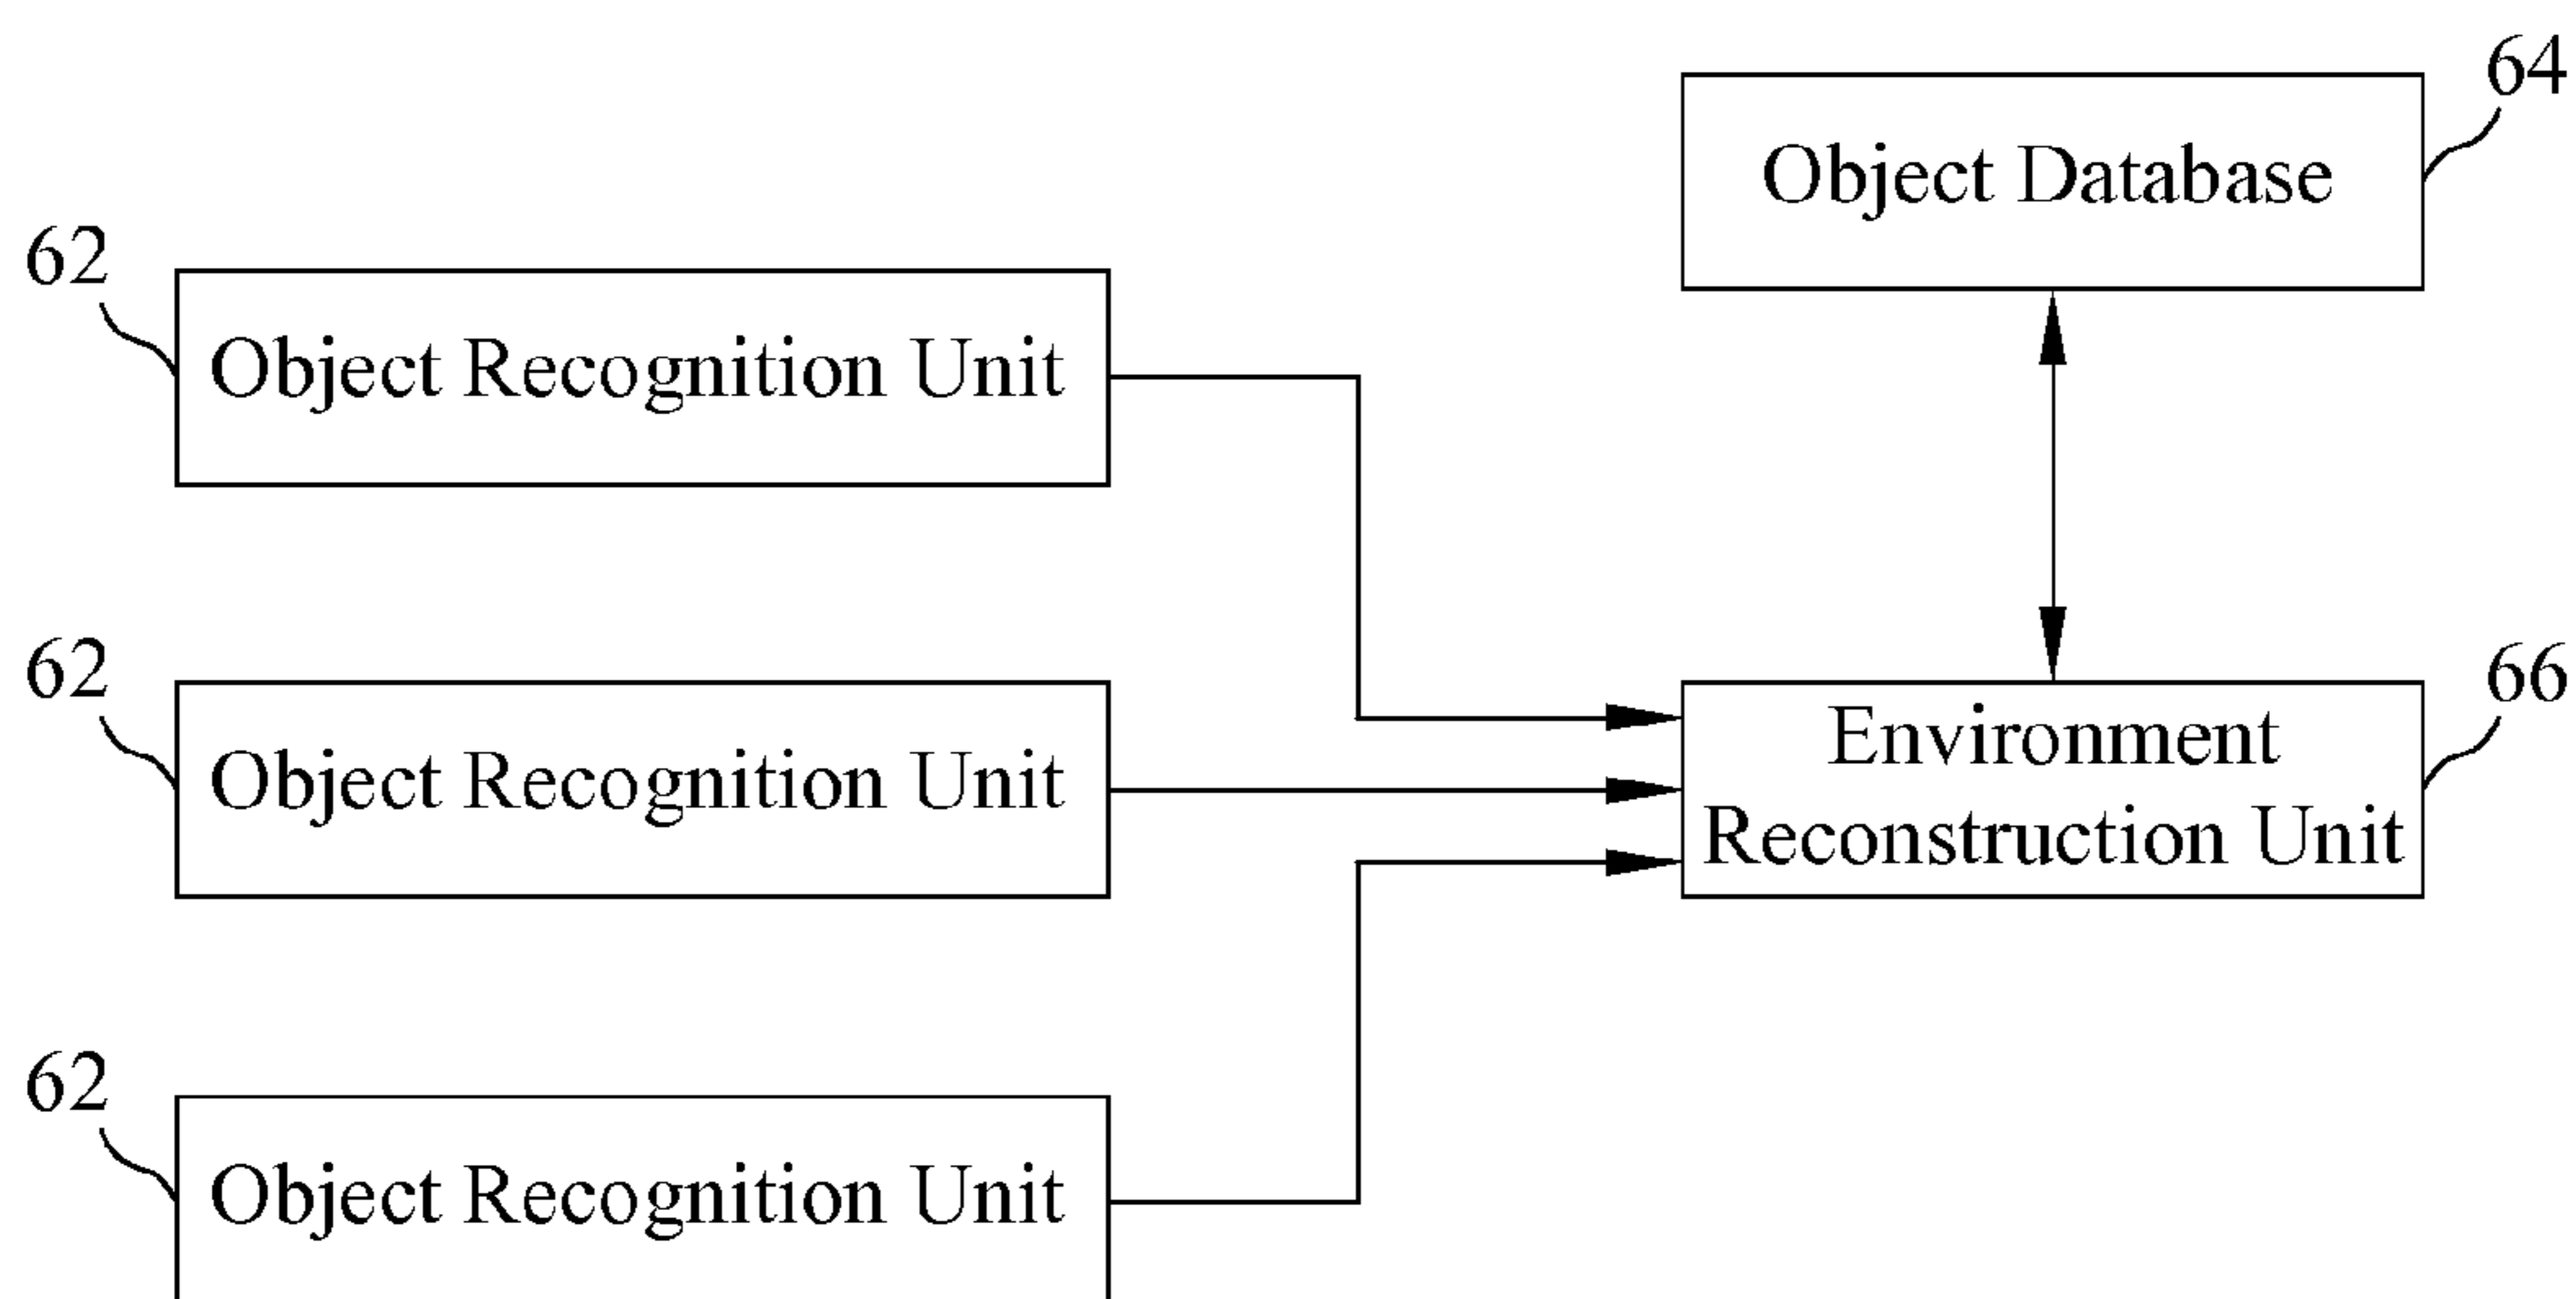 64
Object Database
62
Object Recognition Unit
62
Object Recognition Unit
66
Environment
Reconstruction Unit
62
Object Recognition Unit